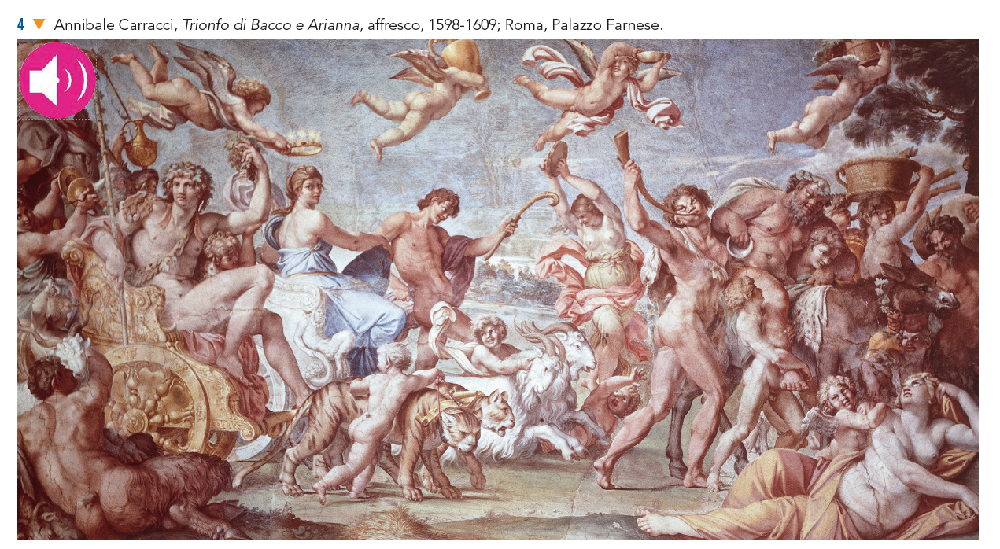 4 ▼ Annibale Carracci, Trionfo di Bacco e Arianna, affresco, 1598-1609; Roma, Palazzo Farnese.